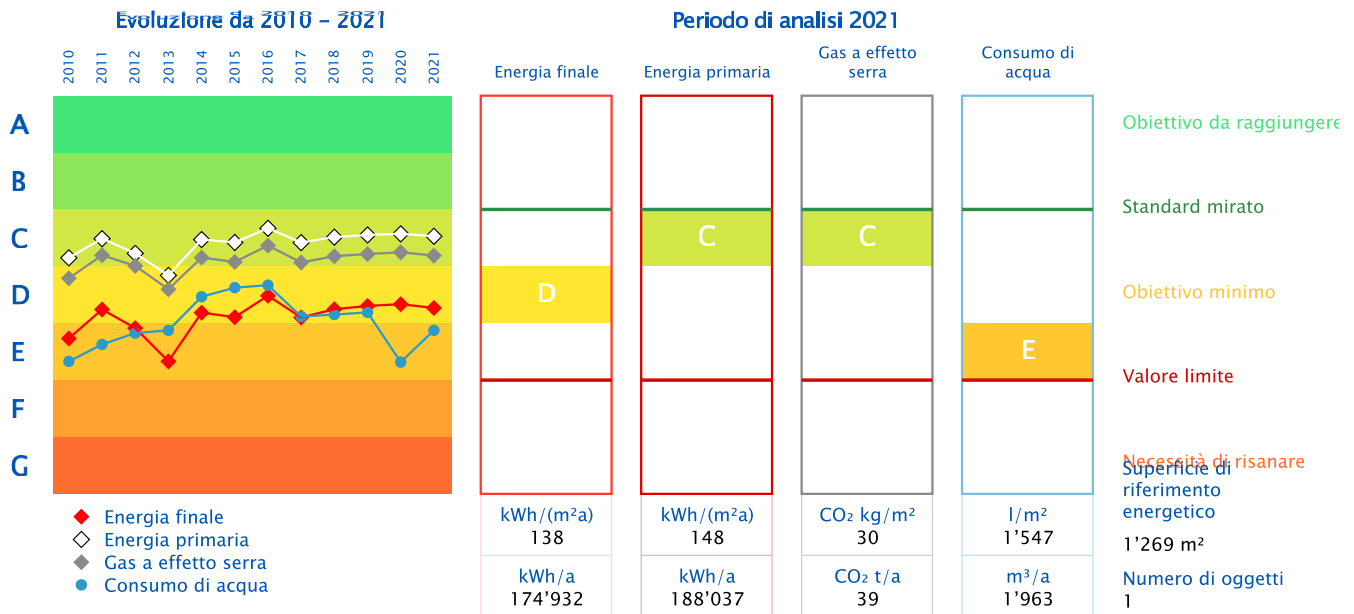 Evoluzione da 2010 – 2021
Periodo di analisi 2021
2010 2011 2012 2013 2014 2015 2016 2017 2018 2019 2020 2021
Energia finale
Energia primaria
Gas a effetto
serra
Consumo di
acqua
A
B
C
D
E
F
G
D
C
C
E
Obiettivo da raggiungere
Standard mirato
Obiettivo minimo
Valore limite
Necessità di risanare
Energia finale
Energia primaria
Gas a effetto serra
Consumo di acqua
kWh/(m²a)
138
kWh/a
174’932
kWh/(m²a)
148
kWh/a
188’037
CO₂ kg/m²
30
CO₂ t/a
39
l/m²
1’547
m³/a
1’963
Superficie di
riferimento
energetico
1’269 m²
Numero di oggetti
1